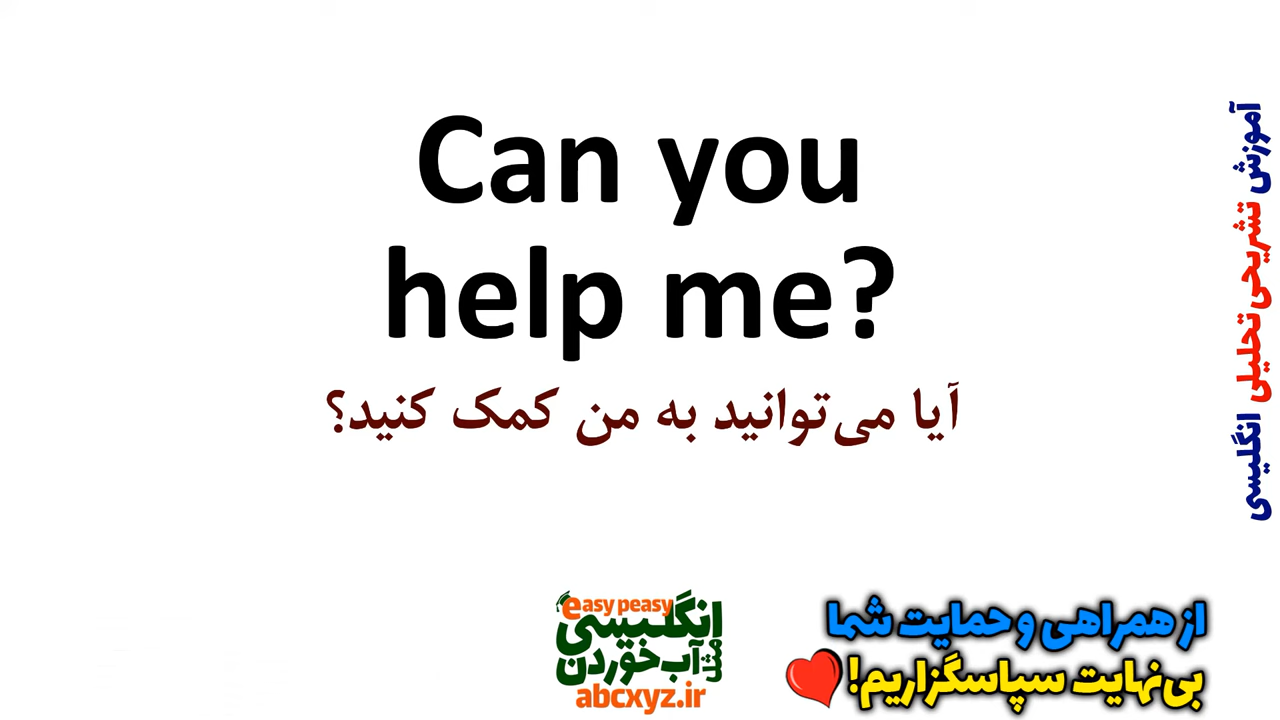 Can you
help me?
آیا می‌توانید به من کمک کنید؟
آموزش تشریحی تحلیلی انگلیسی
easy peasy
انگلیسی
مثل آب خوردن
abcxyz.ir
از همراهی و حمایت شما
بی‌نهایت سپاسگزاریم!